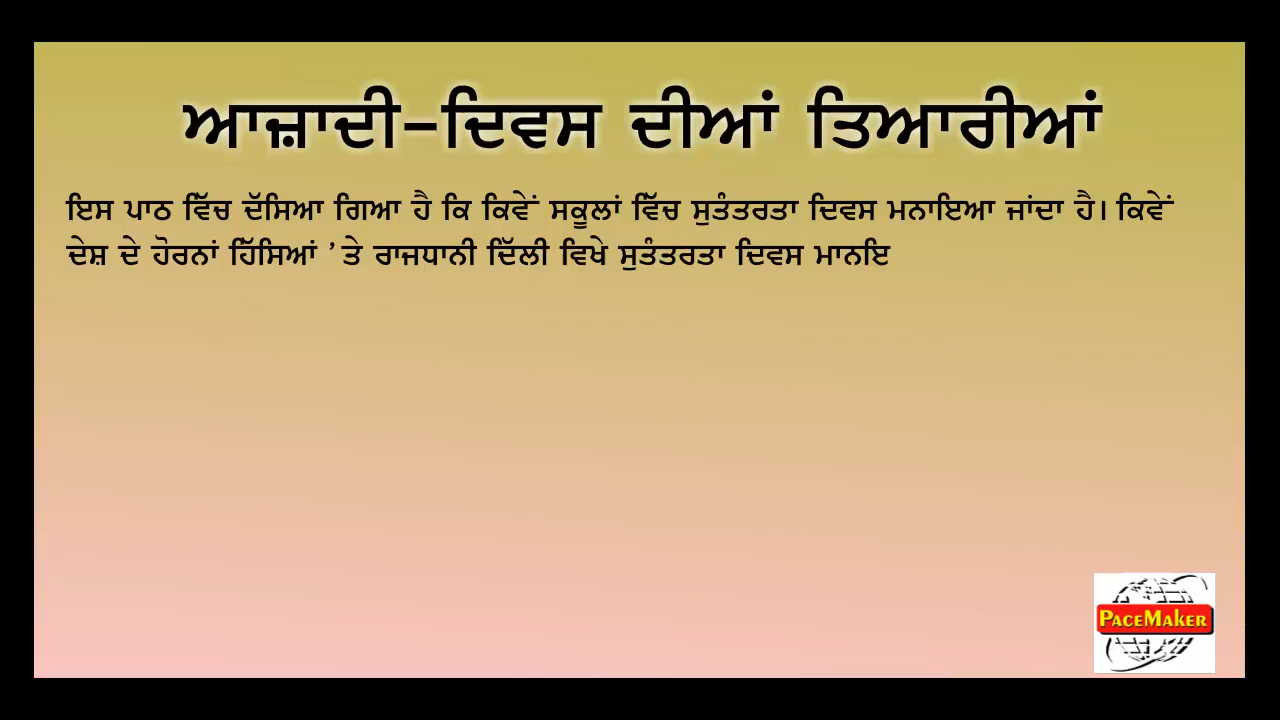 ਆਜ਼ਾਦੀ-ਦਿਵਸ ਦੀਆਂ ਤਿਆਰੀਆਂ
ਇਸ ਪਾਠ ਵਿੱਚ ਦੱਸਿਆ ਗਿਆ ਹੈ ਕਿ ਕਿਵੇਂ ਸਕੂਲਾਂ ਵਿੱਚ ਸੁਤੰਤਰਤਾ ਦਿਵਸ ਮਨਾਇਆ ਜਾਂਦਾ ਹੈ। ਕਿਵੇਂ
ਦੇਸ਼ ਦੇ ਹੋਰਨਾਂ ਹਿੱਸਿਆਂ ’ਤੇ ਰਾਜਧਾਨੀ ਦਿੱਲੀ ਵਿਖੇ ਸੁਤੰਤਰਤਾ ਦਿਵਸ ਮਾਨਇ
PACEMAKER